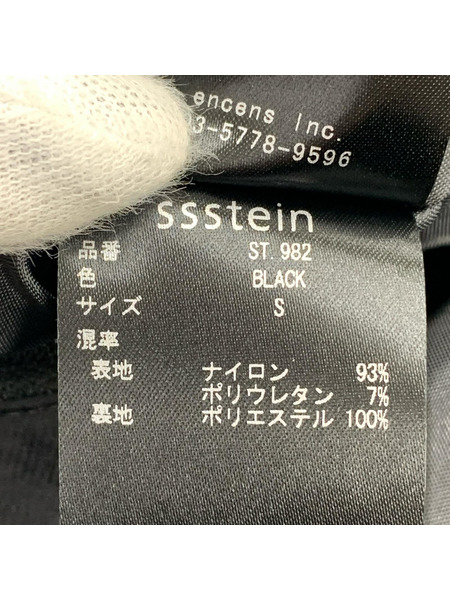 encens Inc.
3-5778-9596
ssstein
品番 ST.982
色 BLACK
サイズ S
混率
表地 ナイロン 93%
ポリウレタン 7%
裏地 ポリエステル 100%